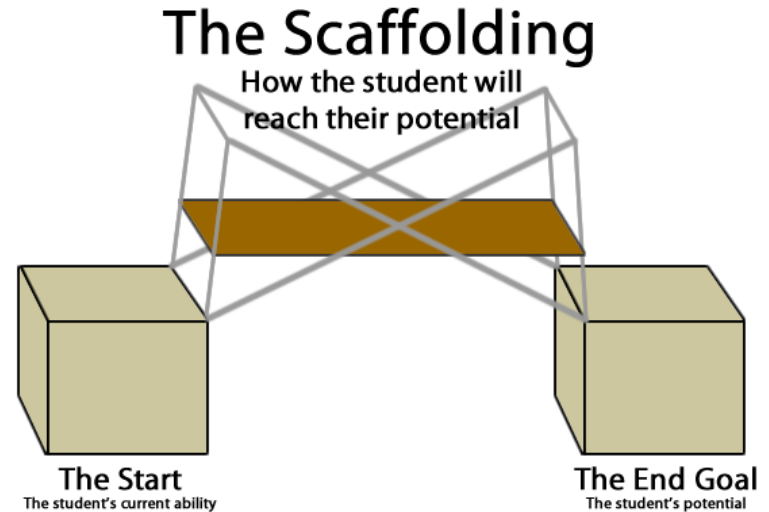 The Scaffolding
How the student will
reach their potential
The Start
The student's current ability
The End Goal
The student's potential